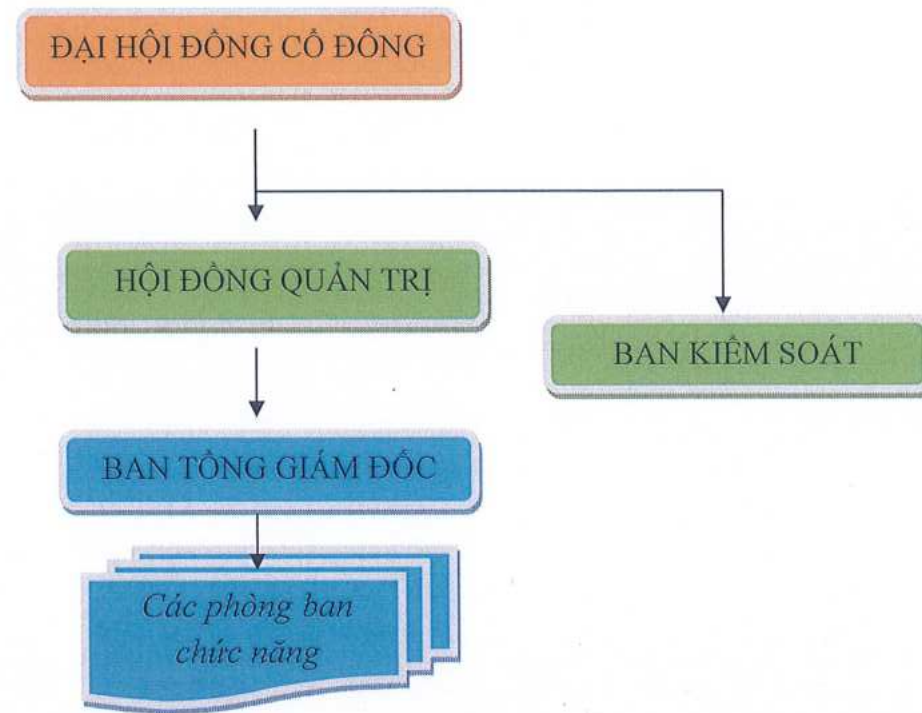 ĐẠI HỘI ĐỒNG CỔ ĐÔNG
HỘI ĐỒNG QUẢN TRỊ
BAN KIỂM SOÁT
BAN TỔNG GIÁM ĐỐC
Các phòng ban
chức năng